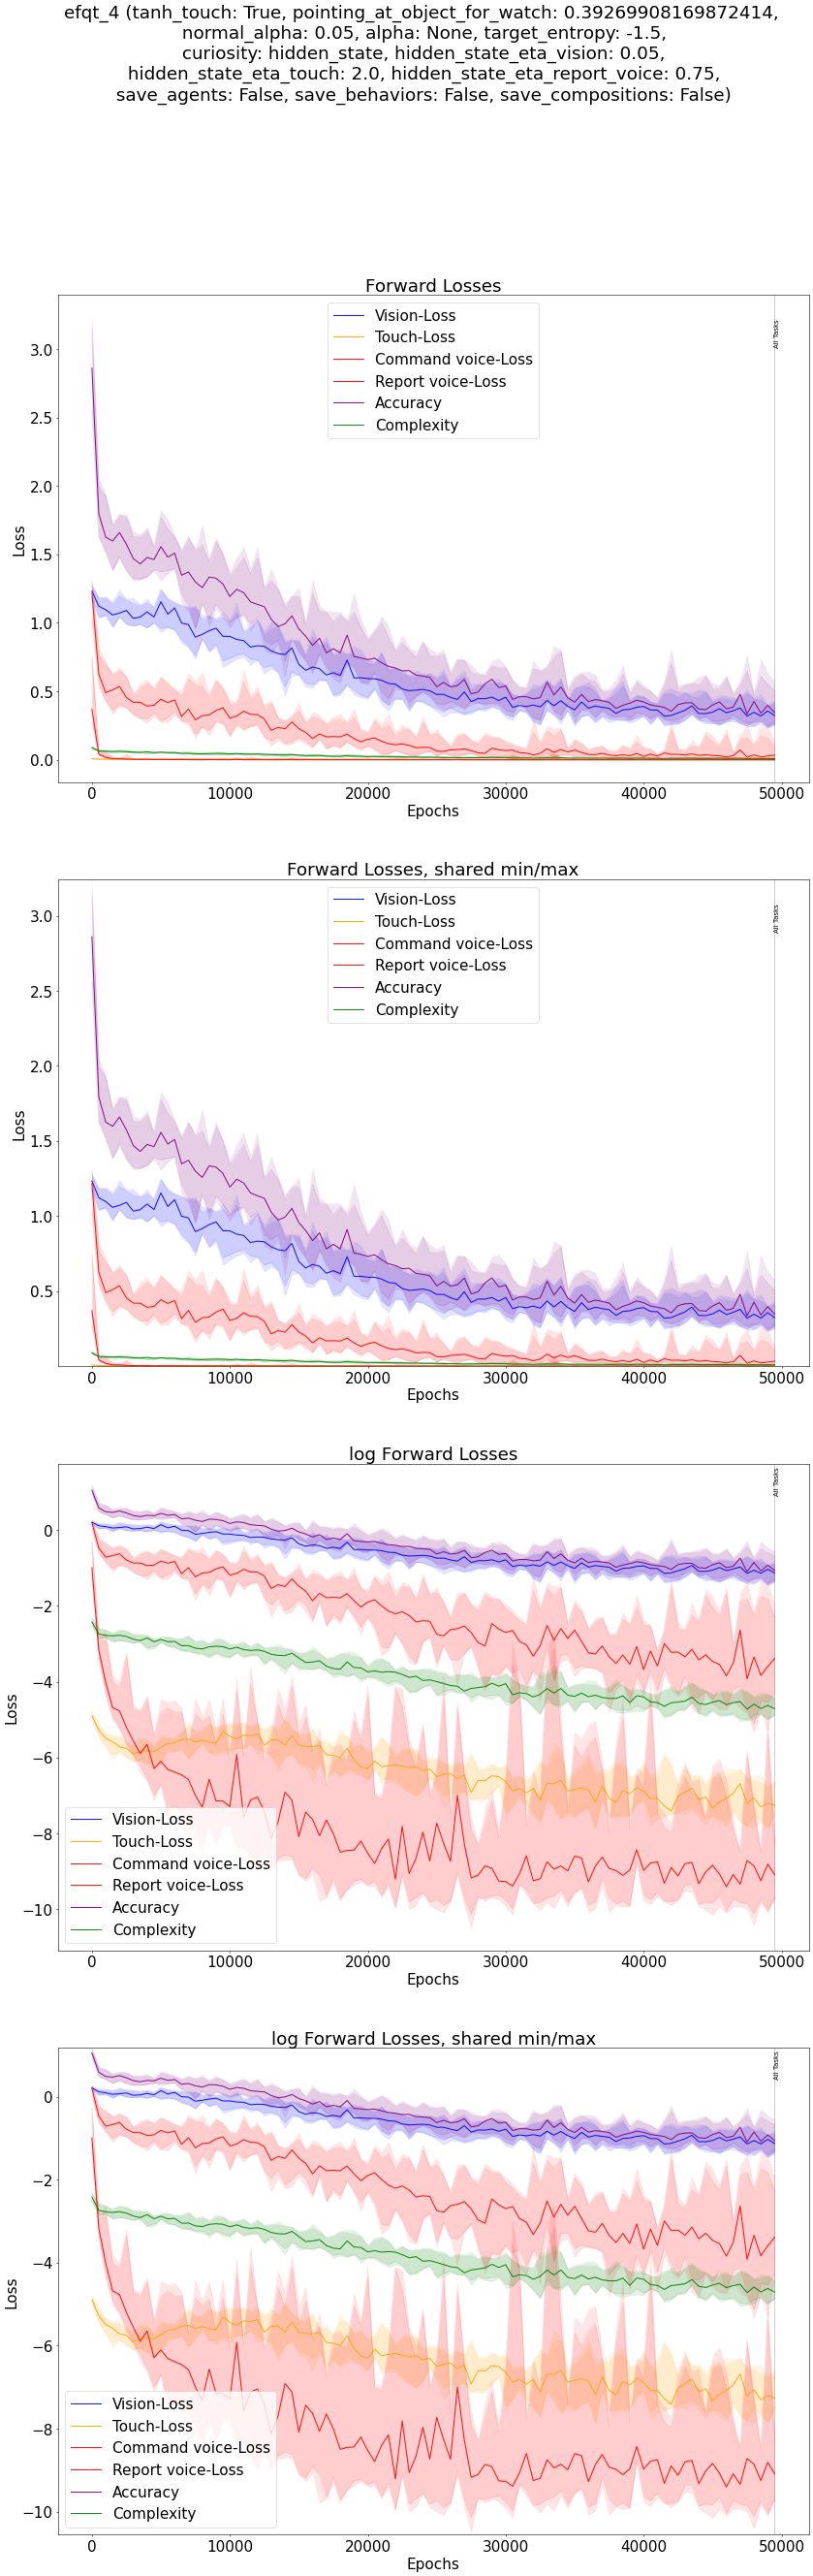 efqt_4 (tanh_touch: True, pointing_at_object_for_watch: 0.39269908169872414,
normal_alpha: 0.05, alpha: None, target_entropy: -1.5,
curiosity: hidden_state, hidden_state_eta_vision: 0.05,
hidden_state_eta_touch: 2.0, hidden_state_eta_report_voice: 0.75,
save_agents: False, save_behaviors: False, save_compositions: False)
Forward Losses
Vision-Loss
Touch-Loss
Command voice-Loss
Report voice-Loss
Accuracy
Complexity
All Tasks
3.0
2.5
2.0
1.5
1.0
0.5
0.0
Loss
0 10000 20000 30000 40000 50000
Epochs
Forward Losses, shared min/max
Vision-Loss
Touch-Loss
Command voice-Loss
Report voice-Loss
Accuracy
Complexity
All Tasks
3.0
2.5
2.0
1.5
1.0
0.5
Loss
0 10000 20000 30000 40000 50000
Epochs
log Forward Losses
All Tasks
0
−2
−4
−6
−8
−10
Loss
Vision-Loss
Touch-Loss
Command voice-Loss
Report voice-Loss
Accuracy
Complexity
0 10000 20000 30000 40000 50000
Epochs
log Forward Losses, shared min/max
All Tasks
0
−2
−4
−6
−8
−10
Loss
Vision-Loss
Touch-Loss
Command voice-Loss
Report voice-Loss
Accuracy
Complexity
0 10000 20000 30000 40000 50000
Epochs